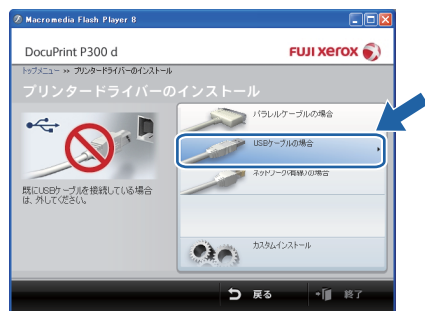 Macromedia Flash Player 8
DocuPrint P300 d
FUJI XEROX
トップメニュー >> プリンタードライバーのインストール
プリンタードライバーのインストール
パラレルケーブルの場合
USBケーブルの場合
ネットワーク(有線)の場合
既にUSBケーブルを接続している場合
は、外してください。
カスタムインストール
戻る
終了